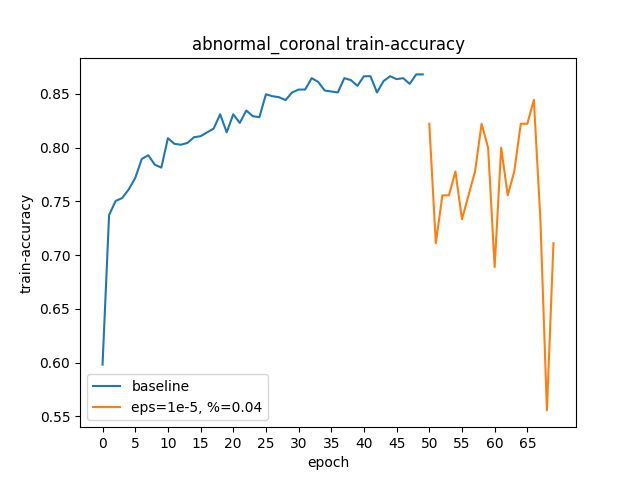 abnormal_coronal train-accuracy
train-accuracy
0.85
0.80
0.75
0.70
0.65
0.60
0.55
baseline
eps=1e-5, %=0.04
0 5 10 15 20 25 30 35 40 45 50 55 60 65
epoch